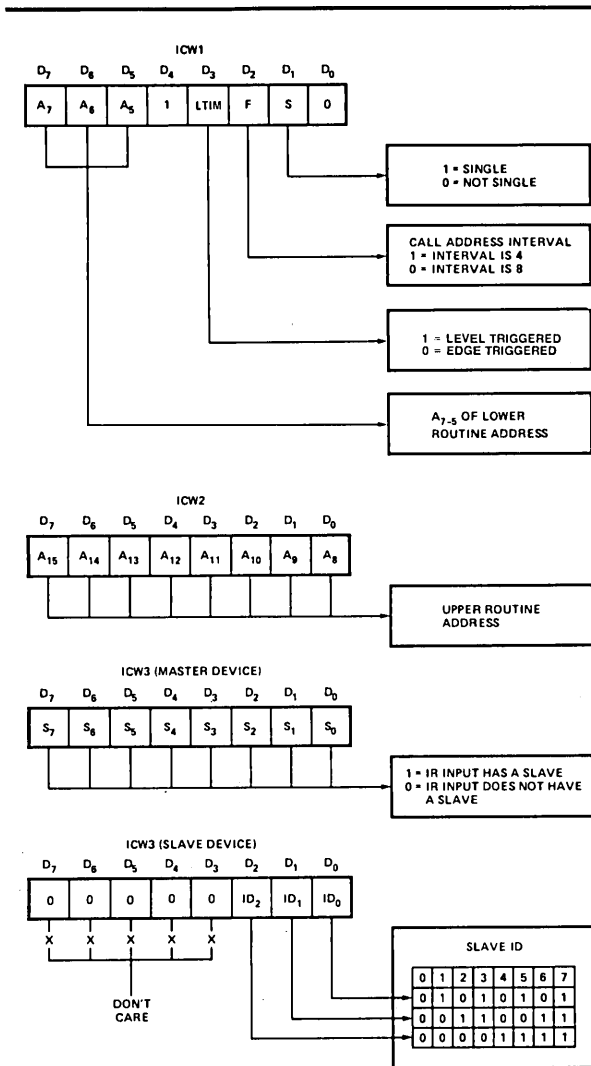 ICW1
D7 D6 D5 D4 D3 D2 D1 D0
A7 A6 A5 1 LTIM F S 0
1 = SINGLE
0 = NOT SINGLE
CALL ADDRESS INTERVAL
1 = INTERVAL IS 4
0 = INTERVAL IS 8
1 = LEVEL TRIGGERED
0 = EDGE TRIGGERED
A7-5 OF LOWER
ROUTINE ADDRESS
ICW2
D7 D6 D5 D4 D3 D2 D1 D0
A15 A14 A13 A12 A11 A10 A9 A8
UPPER ROUTINE
ADDRESS
ICW3 (MASTER DEVICE)
D7 D6 D5 D4 D3 D2 D1 D0
S7 S6 S5 S4 S3 S2 S1 S0
1 = IR INPUT HAS A SLAVE
0 = IR INPUT DOES NOT HAVE
A SLAVE
ICW3 (SLAVE DEVICE)
D7 D6 D5 D4 D3 D2 D1 D0
0 0 0 0 0 ID2 ID1 ID0
X X X X X
DON'T
CARE
SLAVE ID
0 1 2 3 4 5 6 7
0 1 0 1 0 1 0 1
0 0 1 1 0 0 1 1
0 0 0 0 1 1 1 1